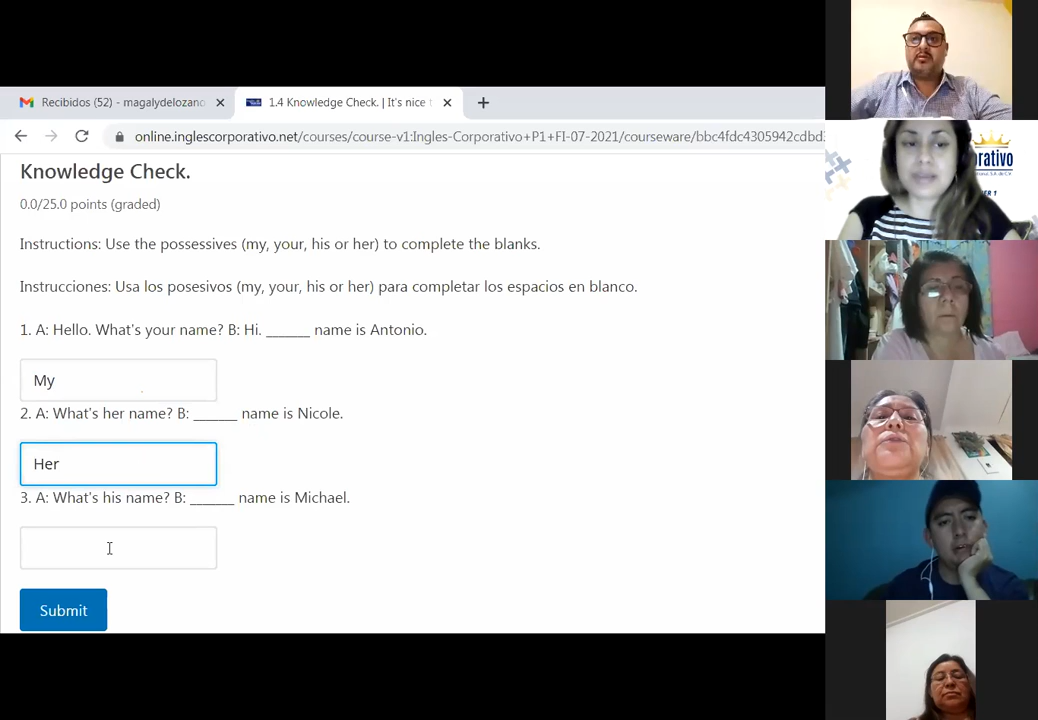 Recibidos (52) - magalydelozano
1.4 Knowledge Check. | It's nice t
online.inglescorporativo.net/courses/course-v1:Ingles-Corporativo+P1+FI-07-2021/courseware/bbc4fdc4305942cdbd
Knowledge Check.
0.0/25.0 points (graded)
Instructions: Use the possessives (my, your, his or her) to complete the blanks.
Instrucciones: Usa los posesivos (my, your, his or her) para completar los espacios en blanco.
1. A: Hello. What's your name? B: Hi. ______ name is Antonio.
My
2. A: What's her name? B: ______ name is Nicole.
Her
3. A: What's his name? B: ______ name is Michael.
Submit
orativo